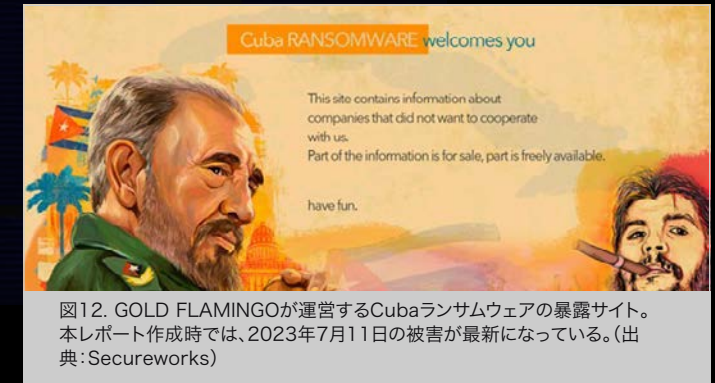 Cuba RANSOMWARE welcomes you
This site contains information about
companies that did not want to cooperate
with us.
Part of the information is for sale, part is freely available.
have fun.
図12. GOLD FLAMINGOが運営するCubaランサムウェアの暴露サイト。
本レポート作成時では、2023年7月11日の被害が最新になっている。(出
典:Secureworks)